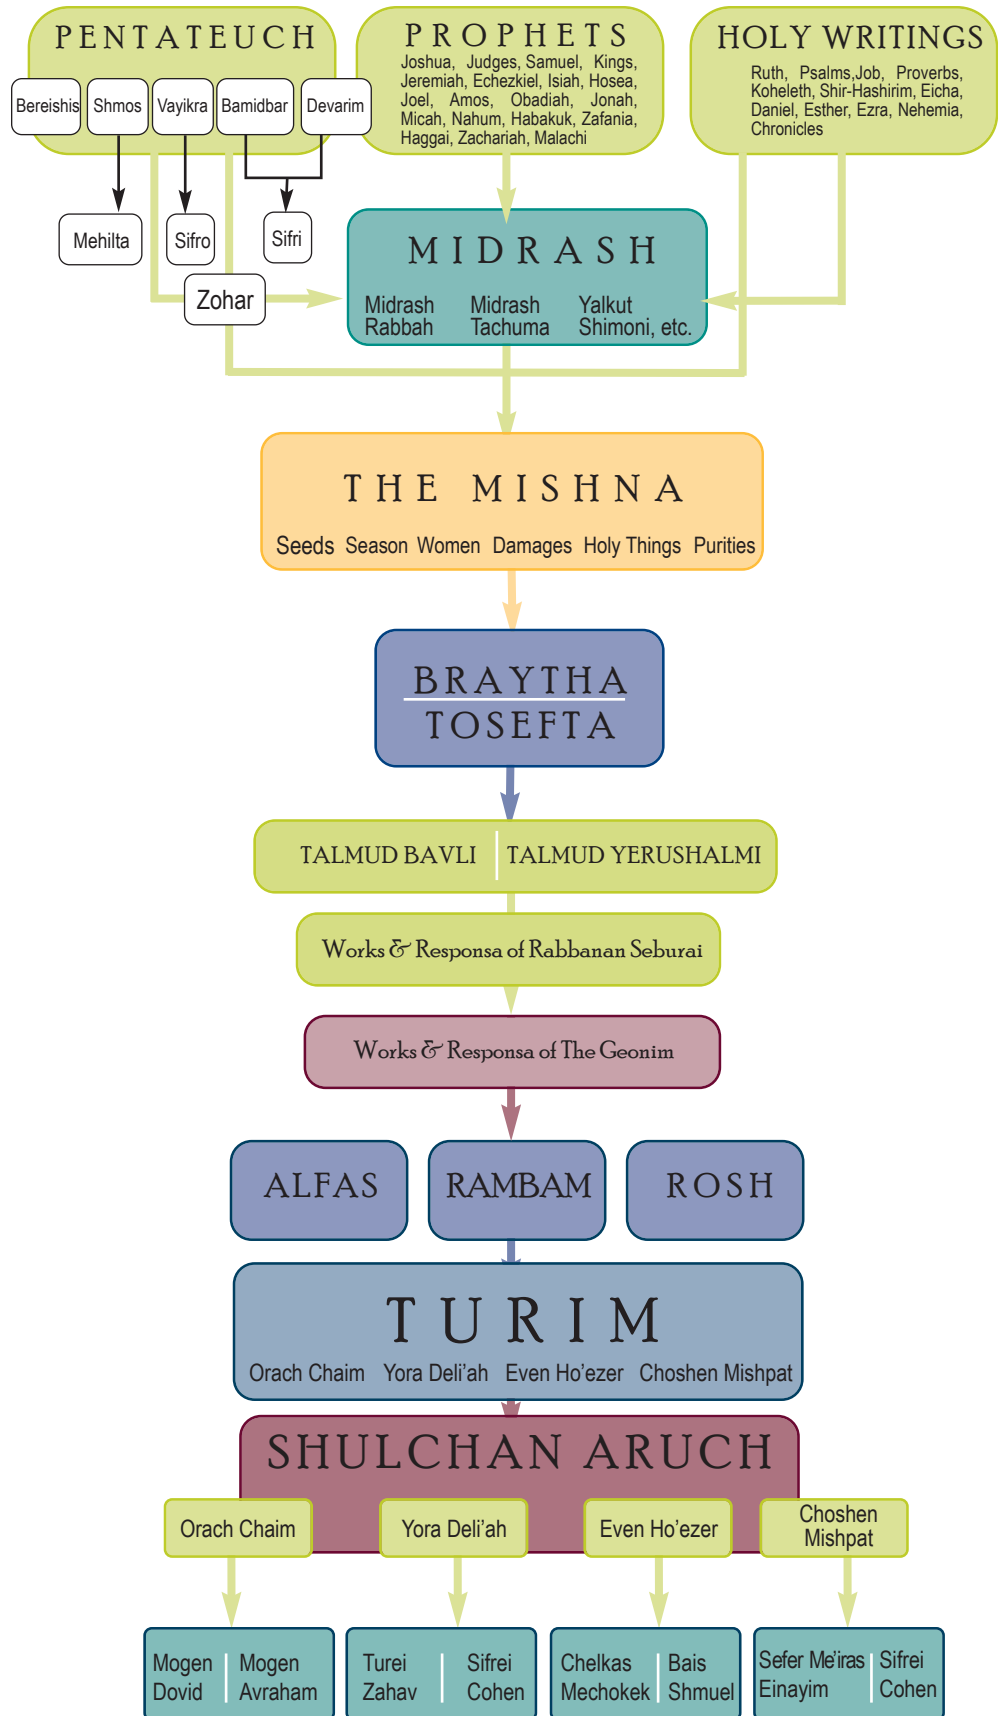 PENTATEUCH
Bereishis
Shmos
Vayikra
Bamidbar
Devarim
PROPHETS
Joshua, Judges, Samuel, Kings,
Jeremiah, Echezkiel, Isiah, Hosea,
Joel, Amos, Obadiah, Jonah,
Micah, Nahum, Habakuk, Zafania,
Haggai, Zachariah, Malachi
HOLY WRITINGS
Ruth, Psalms,Job, Proverbs,
Koheleth, Shir-Hashirim, Eicha,
Daniel, Esther, Ezra, Nehemia,
Chronicles
Mehilta
Sifro
Sifri
Zohar
MIDRASH
Midrash
Rabbah
Midrash
Tachuma
Yalkut
Shimoni, etc.
THE MISHNA
Seeds Season Women Damages Holy Things Purities
BRAYTHA
TOSEFTA
TALMUD BAVLI
TALMUD YERUSHALMI
Works & Responsa of Rabbanan Seburai
Works & Responsa of The Geonim
ALFAS
RAMBAM
ROSH
TURIM
Orach Chaim Yora Deli’ah Even Ho’ezer Choshen Mishpat
SHULCHAN ARUCH
Orach Chaim
Yora Deli’ah
Even Ho’ezer
Choshen
Mishpat
Mogen
Dovid
Mogen
Avraham
Turei
Zahav
Sifrei
Cohen
Chelkas
Mechokek
Bais
Shmuel
Sefer Me’iras
Einayim
Sifrei
Cohen